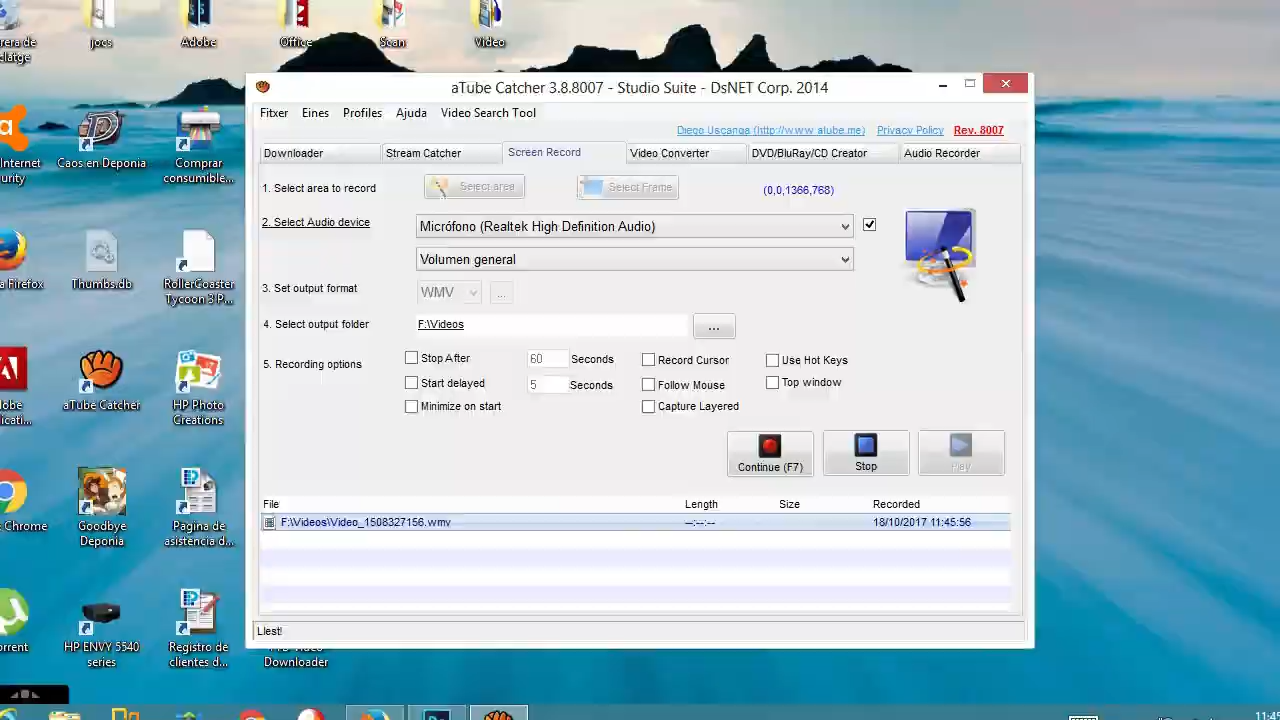 rera de
clatge
jocs
Adobe
Office
Scan
Video
aTube Catcher 3.8.8007 - Studio Suite - DsNET Corp. 2014
Fitxer Eines Profiles Ajuda Video Search Tool
Diego Uscanga (http://www.atube.me) Privacy Policy Rev. 8007
Downloader Stream Catcher Screen Record Video Converter DVD/BluRay/CD Creator Audio Recorder
1. Select area to record Select area Select Frame (0,0,1366,768)
2. Select Audio device Micrófono (Realtek High Definition Audio)
Volumen general
3. Set output format WMV ...
4. Select output folder F:\Videos ...
5. Recording options Stop After 60 Seconds Record Cursor Use Hot Keys
Start delayed 5 Seconds Follow Mouse Top window
Minimize on start Capture Layered
Continue (F7) Stop Play
File Length Size Recorded
F:\Videos\Video_1508327156.wmv --:--:-- 18/10/2017 11:45:56
Llest!
Internet
urity
Caos en Deponia
Comprar
consumible...
a Firefox
Thumbs.db
RollerCoaster
Tycoon 3 P...
dobe
licati...
aTube Catcher
HP Photo
Creations
Chrome
Goodbye
Deponia
Pagina de
asistencia d...
orrent
HP ENVY 5540
series
Registro de
clientes d...
Downloader
11:45